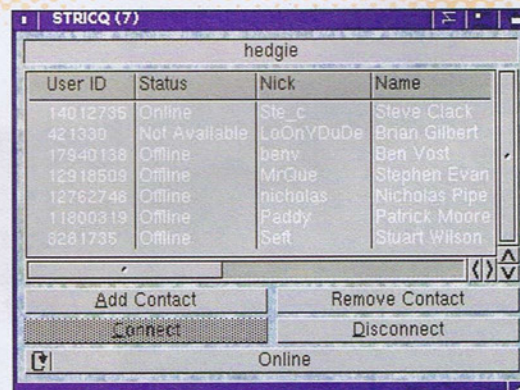 STRICQ (7)
hedgie
User ID Status Nick Name
14012735 Online Ste_c Steve Clack
421330 Not Available LoOnYDuDe Brian Gilbert
17940138 Offline benv Ben Vost
12918509 Offline MrGue Stephen Evan
12762748 Offline nicholas Nicholas Pipe
11800319 Offline Paddy Patrick Moore
8281735 Offline Seft Stuart Wilson
Add Contact Remove Contact
Connect Disconnect
Online